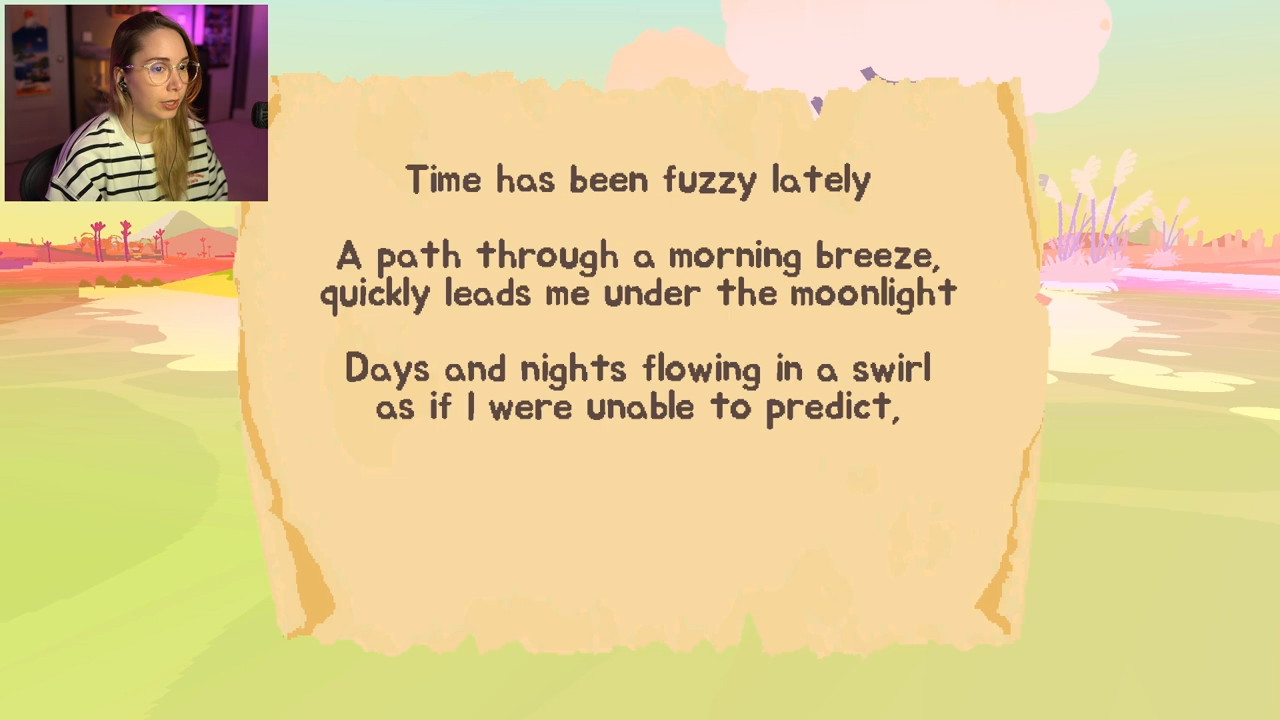 Time has been fuzzy lately
A path through a morning breeze,
quickly leads me under the moonlight
Days and nights flowing in a swirl
as if I were unable to predict,